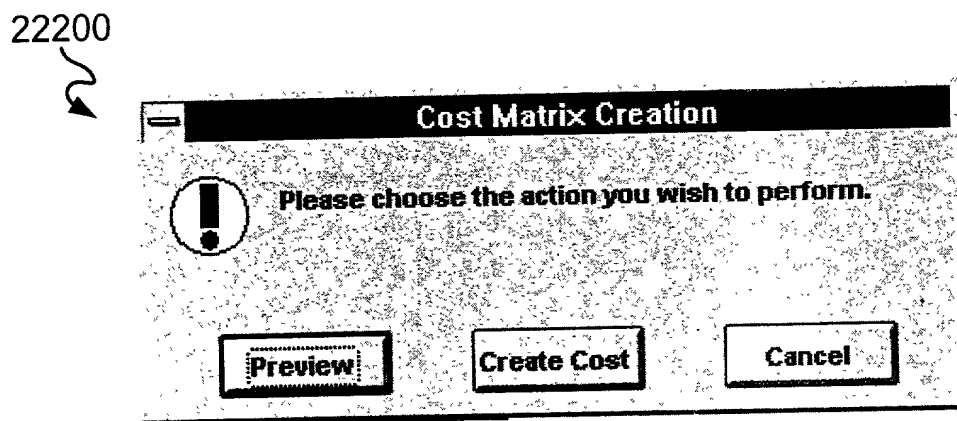 22200
Cost Matrix Creation
Please choose the action you wish to perform.
Preview Create Cost Cancel